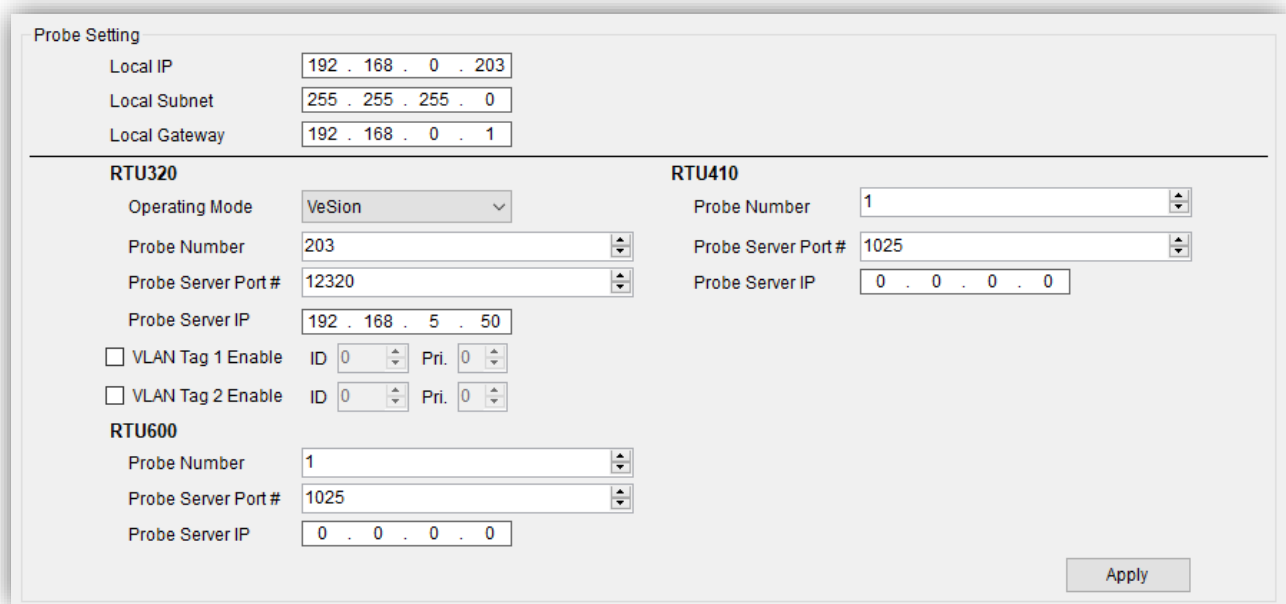 Probe Setting
Local IP 192 . 168 . 0 . 203
Local Subnet 255 . 255 . 255 . 0
Local Gateway 192 . 168 . 0 . 1
RTU320
Operating Mode VeSion
Probe Number 203
Probe Server Port # 12320
Probe Server IP 192 . 168 . 5 . 50
VLAN Tag 1 Enable ID 0 Pri. 0
VLAN Tag 2 Enable ID 0 Pri. 0
RTU410
Probe Number 1
Probe Server Port # 1025
Probe Server IP 0 . 0 . 0 . 0
RTU600
Probe Number 1
Probe Server Port # 1025
Probe Server IP 0 . 0 . 0 . 0
Apply